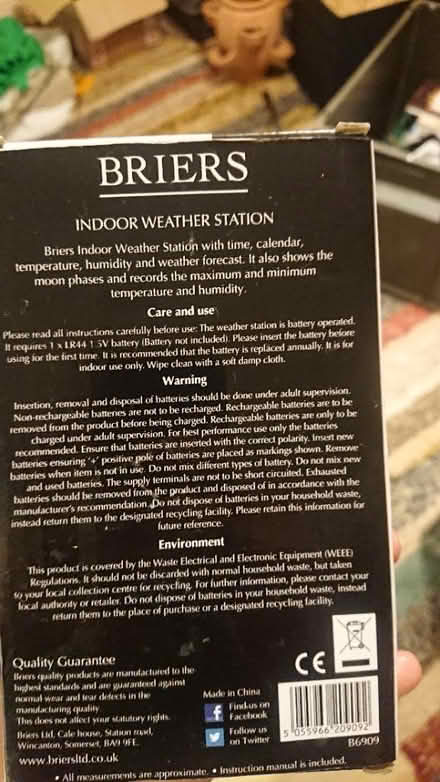 BRIERS
INDOOR WEATHER STATION
Briers Indoor Weather Station with time, calendar,
temperature, humidity and weather forecast. It also shows the
moon phases and records the maximum and minimum
temperature and humidity.
Care and use
Please read all instructions carefully before use: The weather station is battery operated.
It requires 1 x LR44 1.5V battery (Battery not included). Please insert the battery before
using for the first time. It is recommended that the battery is replaced annually. It is for
indoor use only. Wipe clean with a soft damp cloth.
Warning
Insertion, removal and disposal of batteries should be done under adult supervision.
Non-rechargeable batteries are not to be recharged. Rechargeable batteries are to be
removed from the product before being charged. Rechargeable batteries are only to be
charged under adult supervision. For best performance use only the batteries
recommended. Ensure that batteries are inserted with the correct polarity. Insert new
batteries ensuring '+' positive pole of batteries are placed as markings shown. Remove
batteries when item is not in use. Do not mix different types of battery. Do not mix new
and used batteries. The supply terminals are not to be short circuited. Exhausted
batteries should be removed from the product and disposed of in accordance with the
manufacturer's recommendation. Do not dispose of batteries in your household waste,
instead return them to the designated recycling facility. Please retain this information for
future reference.
Environment
This product is covered by the Waste Electrical and Electronic Equipment (WEEE)
Regulations. It should not be discarded with normal household waste, but taken
to your local collection centre for recycling. For further information, please contact your
local authority or retailer. Do not dispose of batteries in your household waste, instead
return them to the place of purchase or a designated recycling facility.
Quality Guarantee
Briers quality products are manufactured to the
highest standards and are guaranteed against
normal wear and tear defects in the
manufacturing quality.
This does not affect your statutory rights.
Briers Ltd, Cale house, Station road,
Wincanton, Somerset, BA9 9FE.
www.briersltd.co.uk
Made in China
f Find us on
Facebook
Follow us
on Twitter
CE
5 055966 209092
B6909
• All measurements are approximate. • Instruction manual is included.